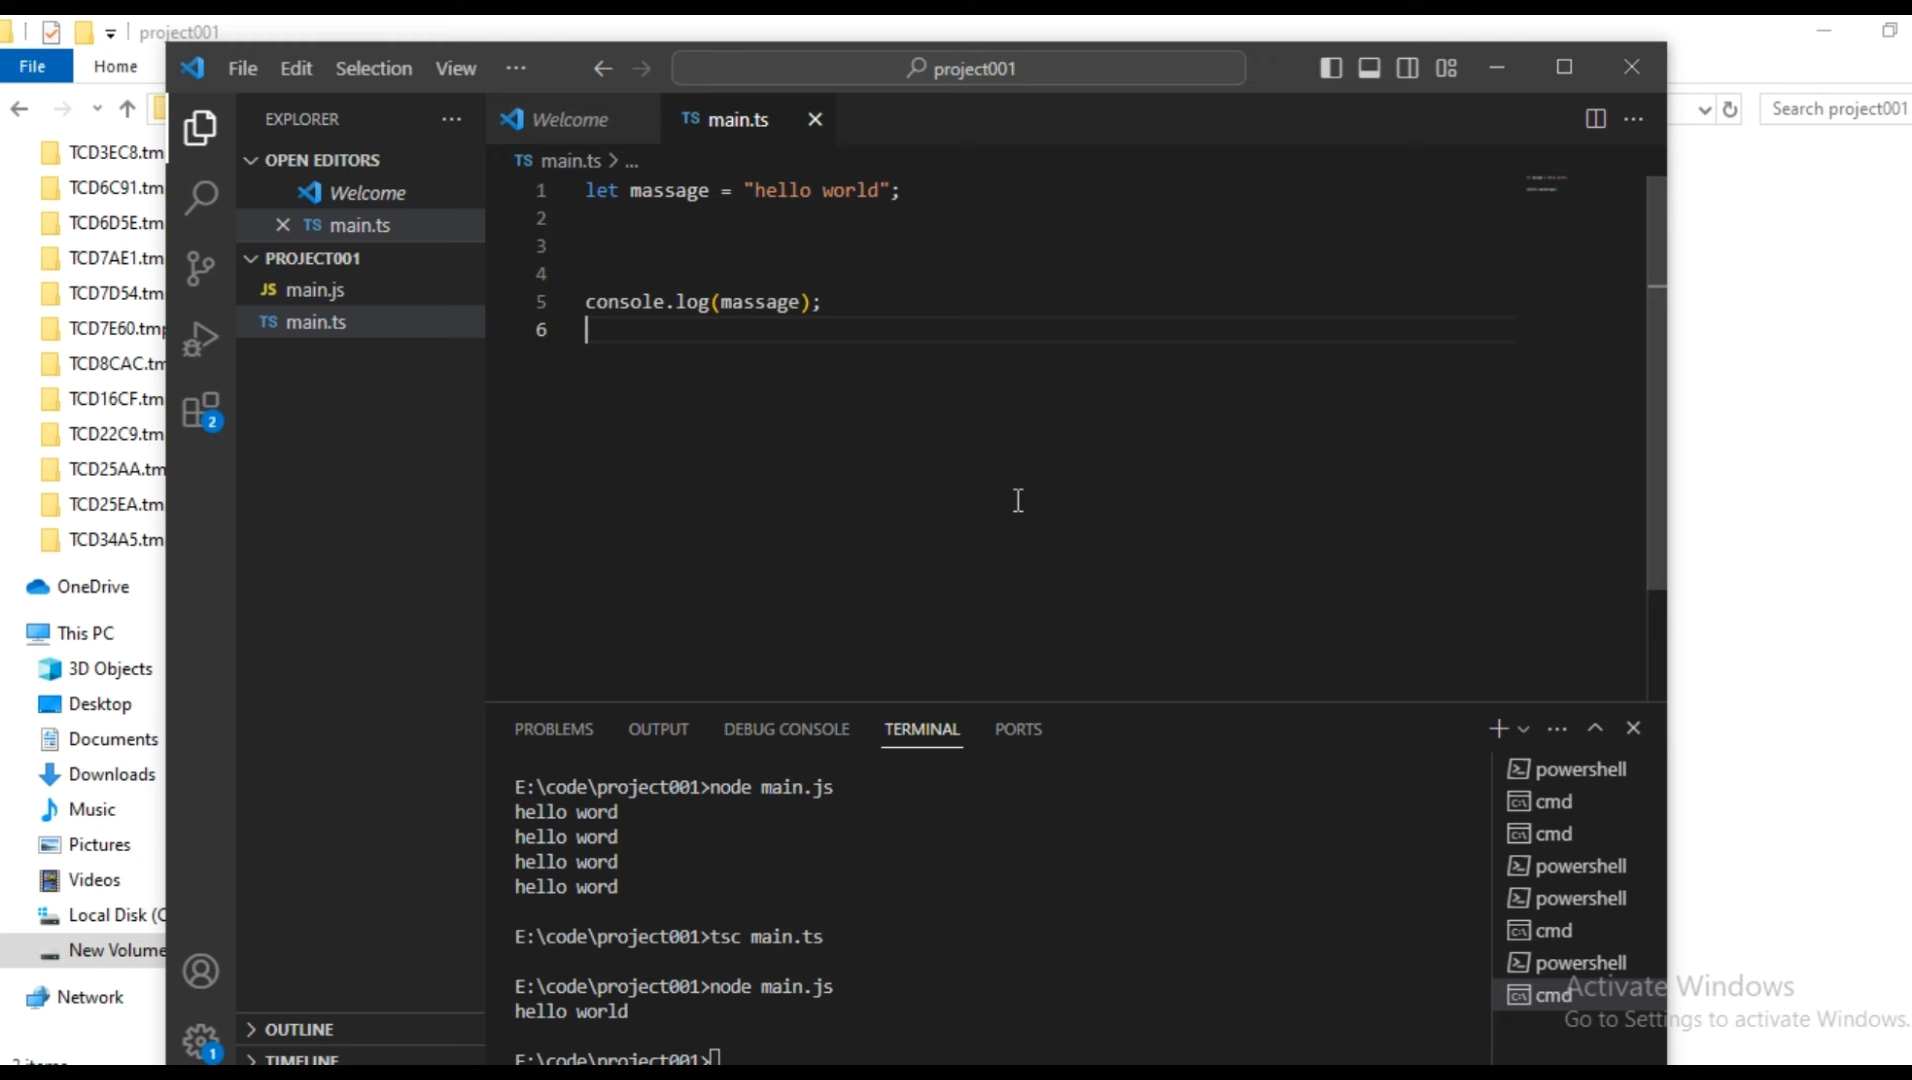 project001
File
Home
Search project001
TCD3EC8.tm
TCD6C91.tm
TCD6D5E.tm
TCD7AE1.tm
TCD7D54.tm
TCD7E60.tmp
TCD8CAC.tm
TCD16CF.tm
TCD22C9.tm
TCD25AA.tm
TCD25EA.tm
TCD34A5.tm
OneDrive
This PC
3D Objects
Desktop
Documents
Downloads
Music
Pictures
Videos
Local Disk (C
New Volume
Network
File Edit Selection View ...
project001
EXPLORER ...
OPEN EDITORS
Welcome
TS main.ts
PROJECT001
JS main.js
TS main.ts
OUTLINE
TIMELINE
2
1
Welcome
TS main.ts
TS main.ts > ...
1 let massage = "hello world";
2
3
4
5 console.log(massage);
6
PROBLEMS OUTPUT DEBUG CONSOLE TERMINAL PORTS
E:\code\project001>node main.js
hello word
hello word
hello word
hello word
E:\code\project001>tsc main.ts
E:\code\project001>node main.js
hello world
E:\code\project001>
powershell
cmd
cmd
powershell
powershell
cmd
powershell
cmd
Activate Windows
Go to Settings to activate Windows.